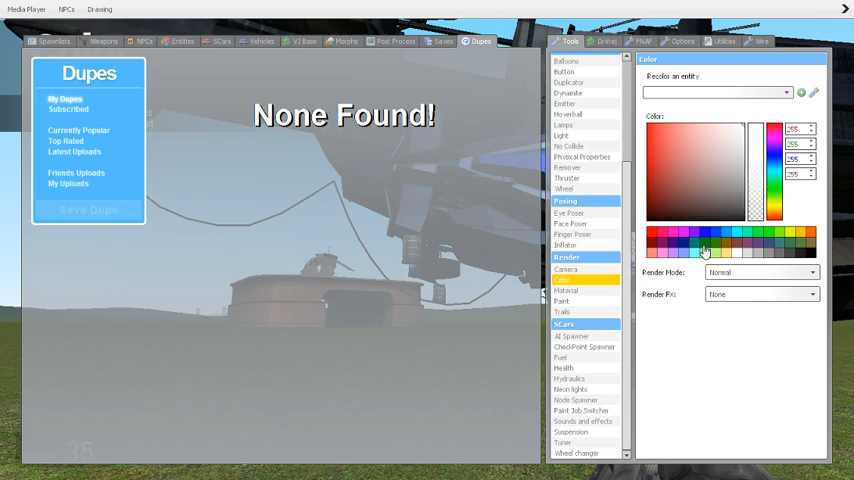 Media Player NPCs Drawing
Spawnlists Weapons NPCs Entities SCars Vehicles VJ Base Morphs Post Process Saves Dupes
Tools DrVrej FNAP Options Utilities Wire
Dupes
My Dupes
Subscribed
Currently Popular
Top Rated
Latest Uploads
Friends Uploads
My Uploads
Save Dupe
None Found!
35
Balloons
Button
Duplicator
Dynamite
Emitter
Hoverball
Lamps
Light
No Collide
Physical Properties
Remover
Thruster
Wheel
Posing
Eye Poser
Face Poser
Finger Poser
Inflator
Render
Camera
Color
Material
Paint
Trails
SCars
AI Spawner
CheckPoint Spawner
Fuel
Health
Hydraulics
Neon lights
Node Spawner
Paint Job Switcher
Sounds and effects
Suspension
Tuner
Wheel changer
Color
Recolor an entity
Color:
255
255
255
255
Render Mode: Normal
Render FX: None